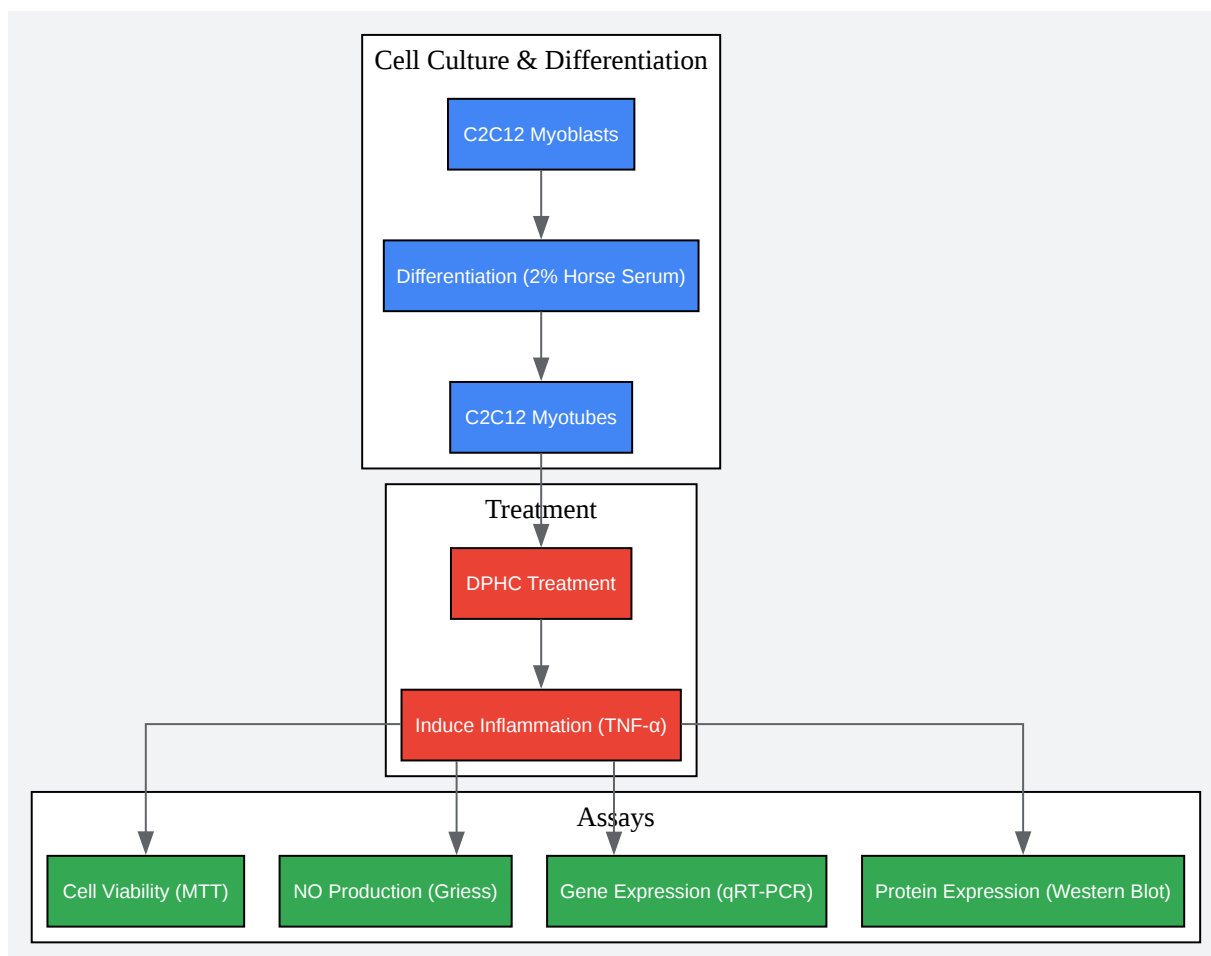 Cell Culture & Differentiation
C2C12 Myoblasts
Differentiation (2% Horse Serum)
C2C12 Myotubes
Treatment
DPHC Treatment
Induce Inflammation (TNF-α)
Assays
Cell Viability (MTT)
NO Production (Griess)
Gene Expression (qRT-PCR)
Protein Expression (Western Blot)